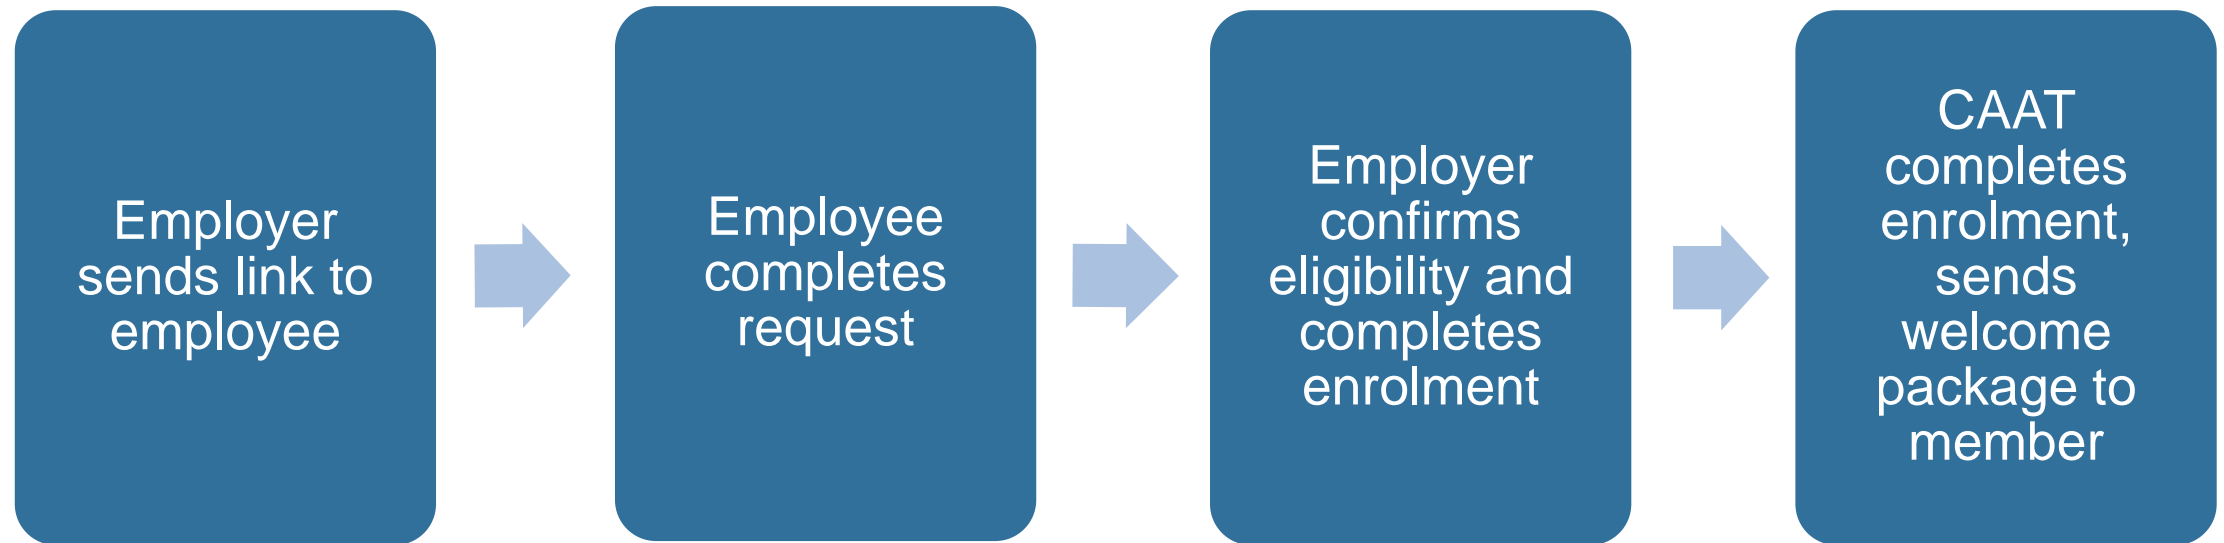 Employer
sends link to
employee
Employee
completes
request
Employer
confirms
eligibility and
completes
enrolment
CAAT
completes
enrolment,
sends
welcome
package to
member